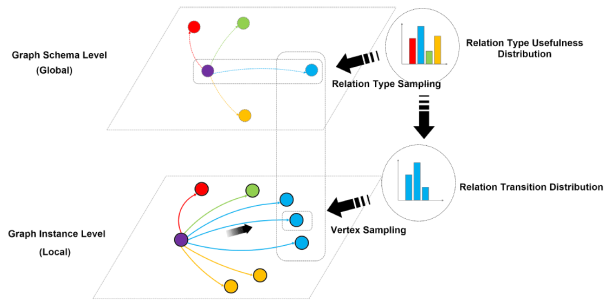 Graph Schema Level
(Global)
Relation Type Usefulness
Distribution
Relation Type Sampling
Relation Transition Distribution
Graph Instance Level
(Local)
Vertex Sampling